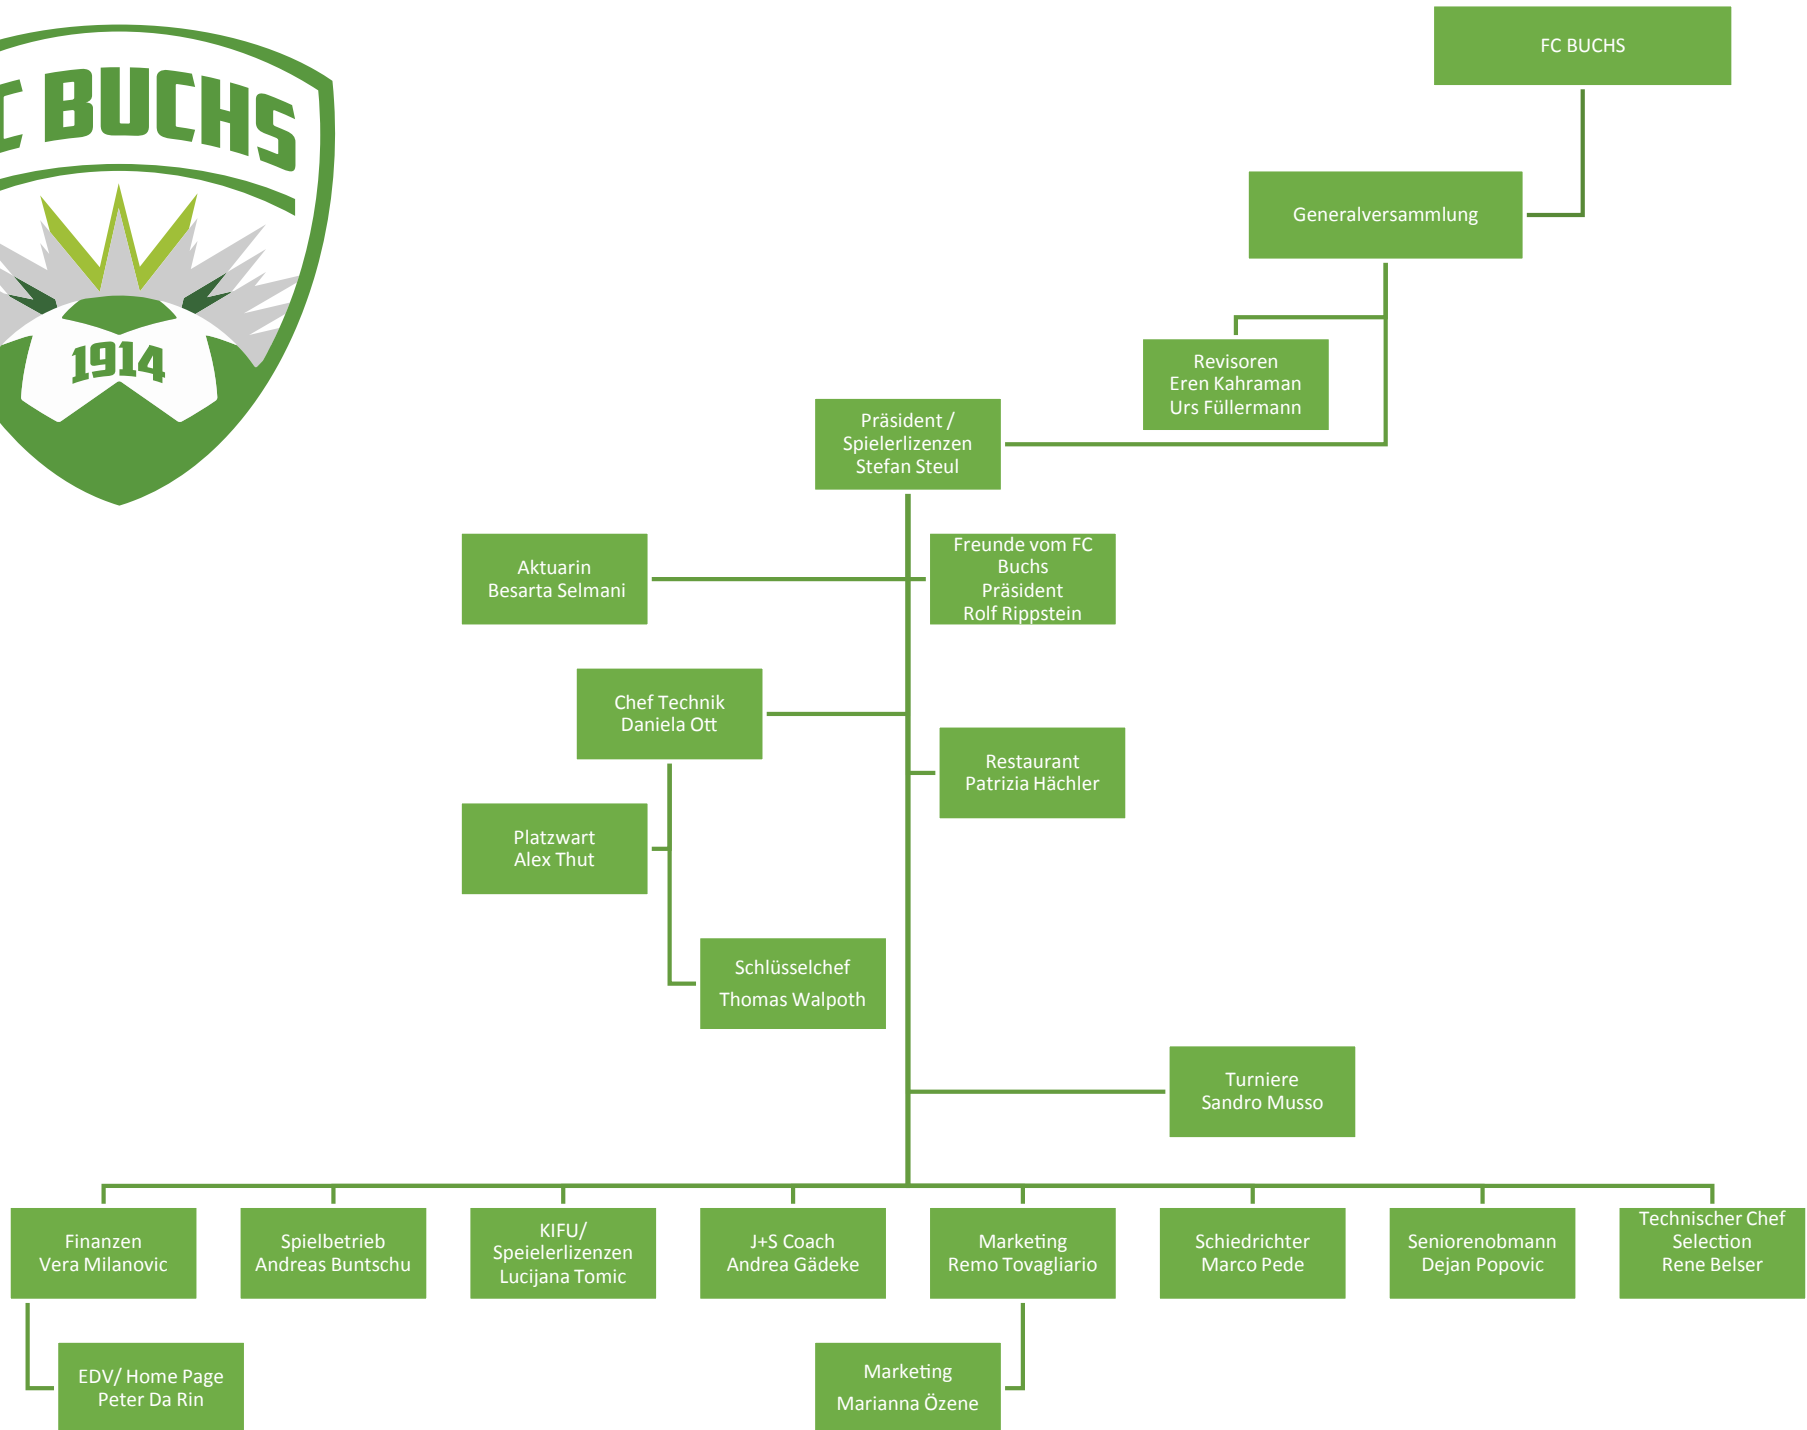 C BUCHS
1914
FC BUCHS
Generalversammlung
Revisoren
Eren Kahraman
Urs Füllermann
Präsident /
Spielerlizenzen
Stefan Steul
Aktuarin
Besarta Selmani
Freunde vom FC
Buchs
Präsident
Rolf Rippstein
Chef Technik
Daniela Ott
Restaurant
Patrizia Hächler
Platzwart
Alex Thut
Schlüsselchef
Thomas Walpoth
Turniere
Sandro Musso
Finanzen
Vera Milanovic
Spielbetrieb
Andreas Buntschu
KIFU/
Speielerlizenzen
Lucijana Tomic
J+S Coach
Andrea Gädeke
Marketing
Remo Tovagliario
Schiedrichter
Marco Pede
Seniorenobmann
Dejan Popovic
Technischer Chef
Selection
Rene Belser
EDV/ Home Page
Peter Da Rin
Marketing
Marianna Özene